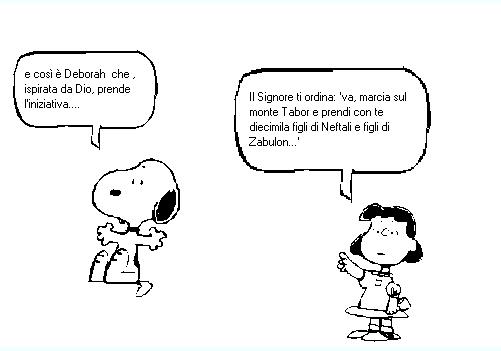 e così è Deborah che ,
ispirata da Dio, prende
l'iniziativa....
Il Signore ti ordina: 'va, marcia sul
monte Tabor e prendi con te
diecimila figli di Neftali e figli di
Zabulon...'